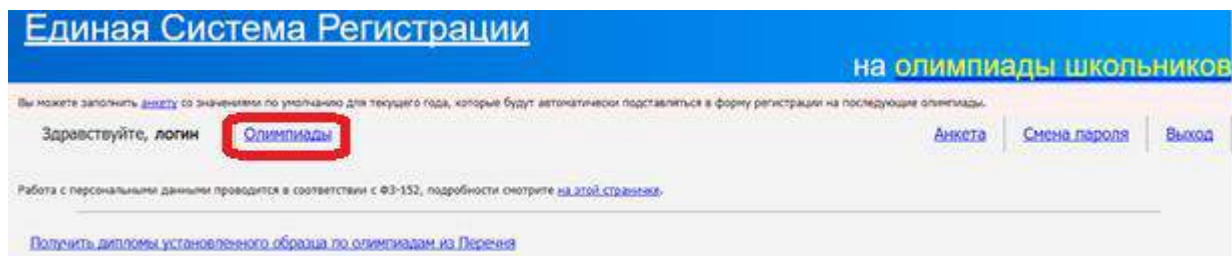 Единая Система Регистрации
на олимпиады школьников
Вы можете заполнить анкету со значениями по умолчанию для текущего года, которые будут автоматически подставляться в форму регистрации на последующие олимпиады.
Здравствуйте, логин Олимпиады Анкета Смена пароля Выход
Работа с персональными данными проводится в соответствии с ФЗ-152, подробности смотрите на этой страничке.
Получить дипломы установленного образца по олимпиадам из Перечня